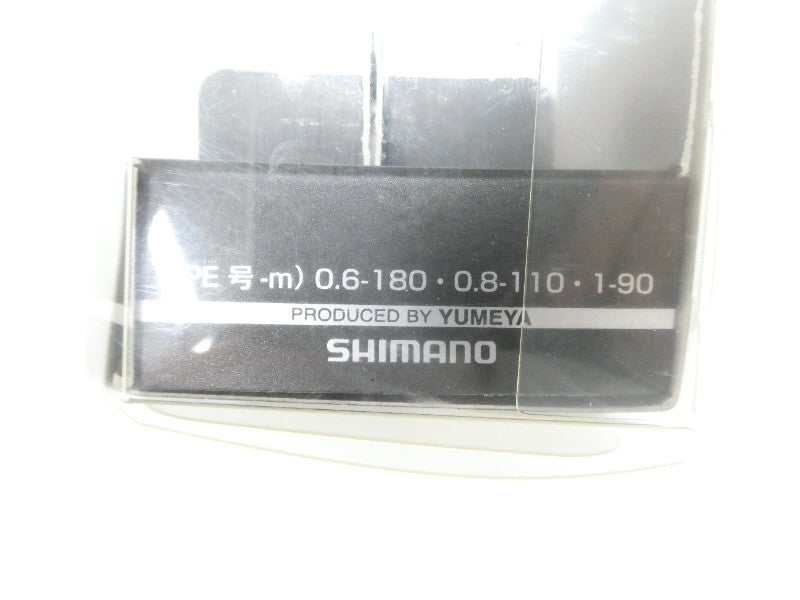 PE 号-m) 0.6-180・0.8-110・1-90
PRODUCED BY YUMEYA
SHIMANO